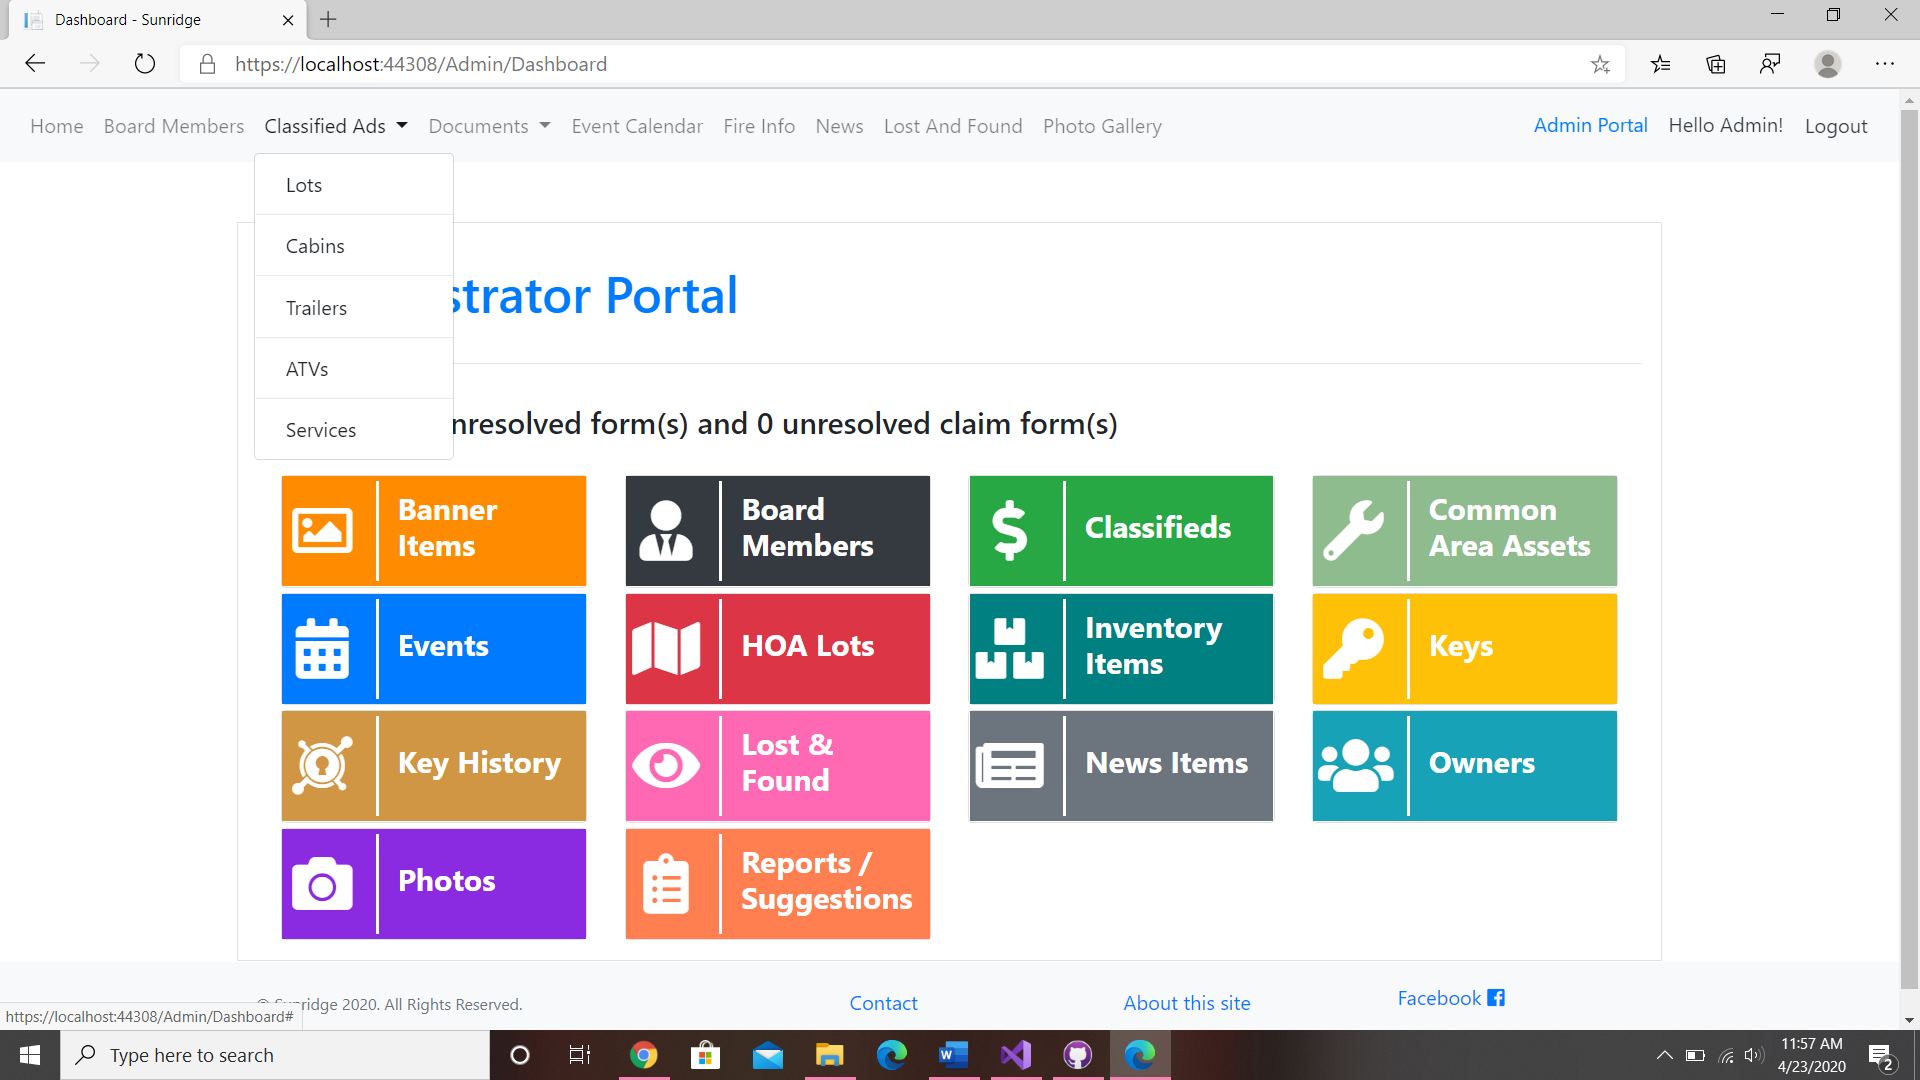 Dashboard - Sunridge
https://localhost:44308/Admin/Dashboard
Home Board Members Classified Ads Documents Event Calendar Fire Info News Lost And Found Photo Gallery Admin Portal Hello Admin! Logout
Lots
Cabins
Trailers
ATVs
Services
strator Portal
nresolved form(s) and 0 unresolved claim form(s)
Banner
Items
Board
Members
Classifieds
Common
Area Assets
Events
HOA Lots
Inventory
Items
Keys
Key History
Lost &
Found
News Items
Owners
Photos
Reports /
Suggestions
© Sunridge 2020. All Rights Reserved.
Contact
About this site
Facebook
https://localhost:44308/Admin/Dashboard#
Type here to search
11:57 AM
4/23/2020
2